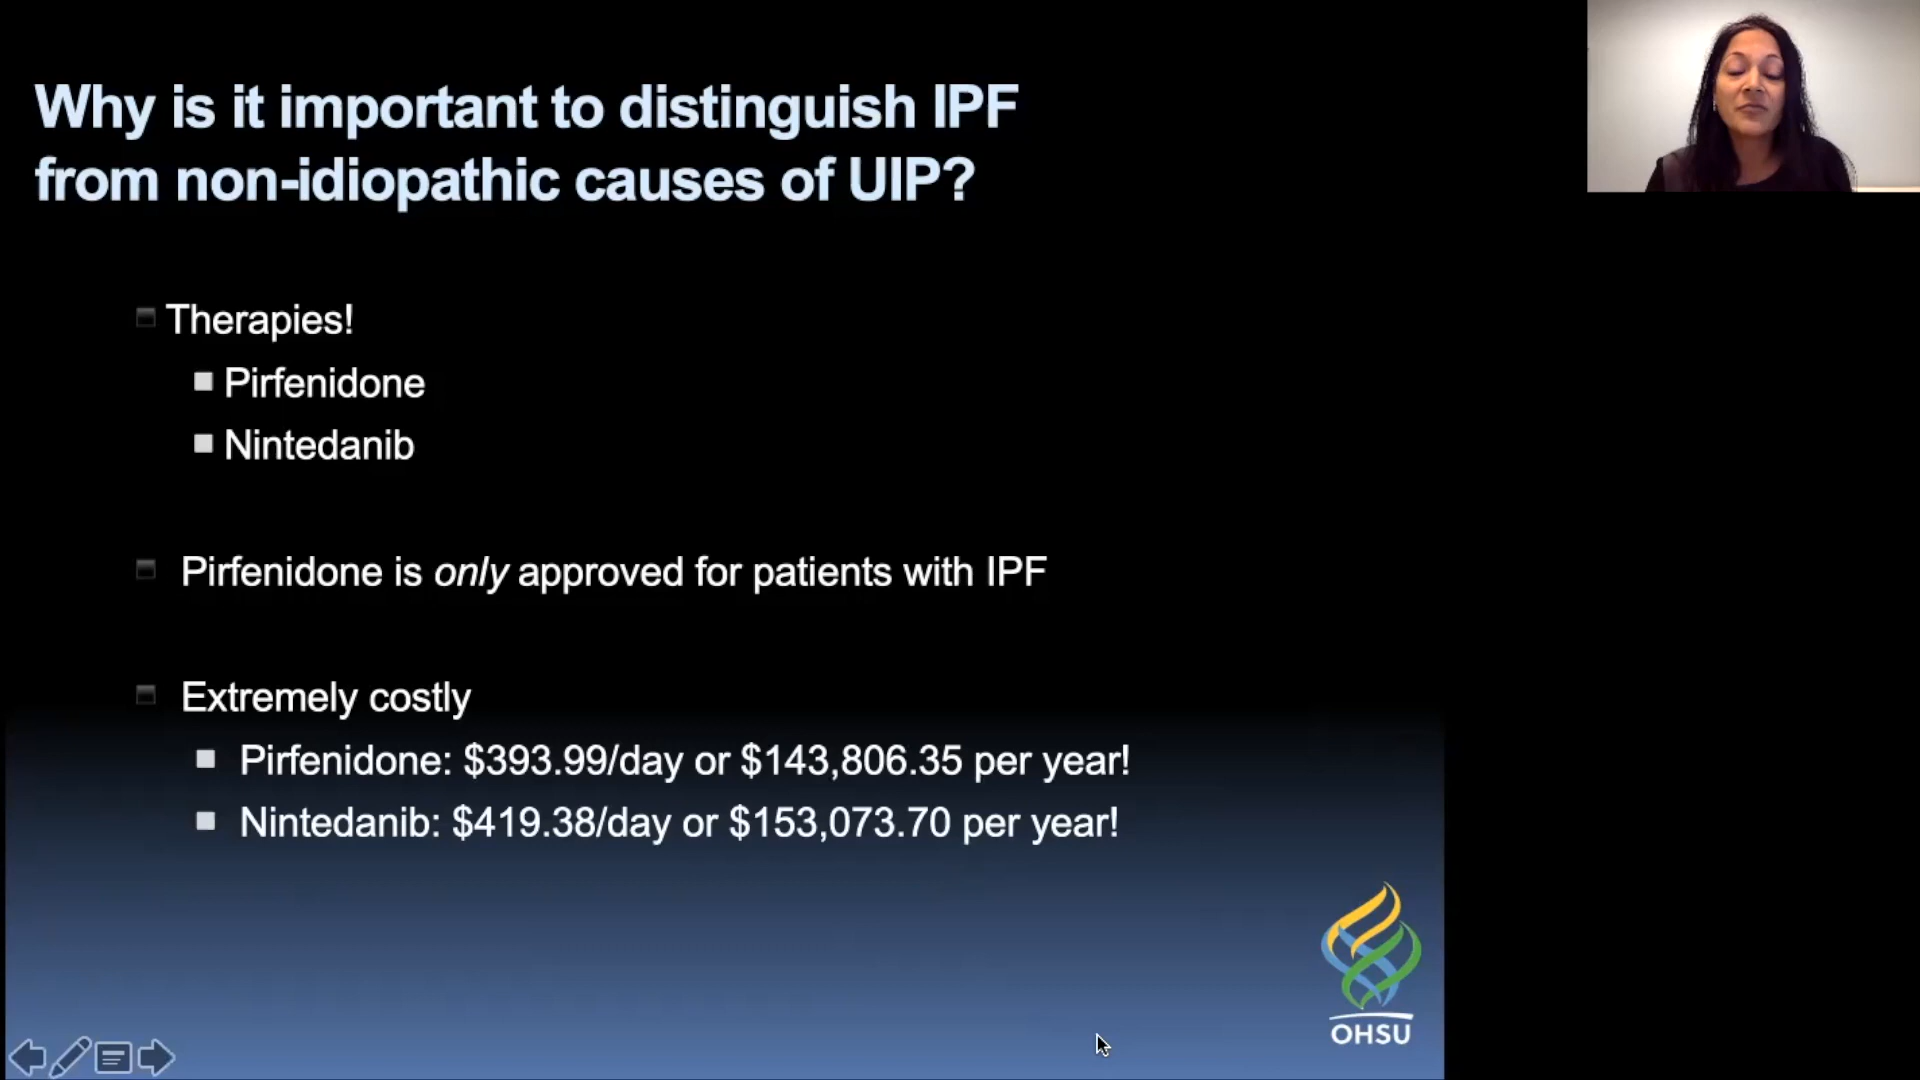 Why is it important to distinguish IPF
from non-idiopathic causes of UIP?
Therapies!
Pirfenidone
Nintedanib
Pirfenidone is only approved for patients with IPF
Extremely costly
Pirfenidone: $393.99/day or $143,806.35 per year!
Nintedanib: $419.38/day or $153,073.70 per year!
OHSU